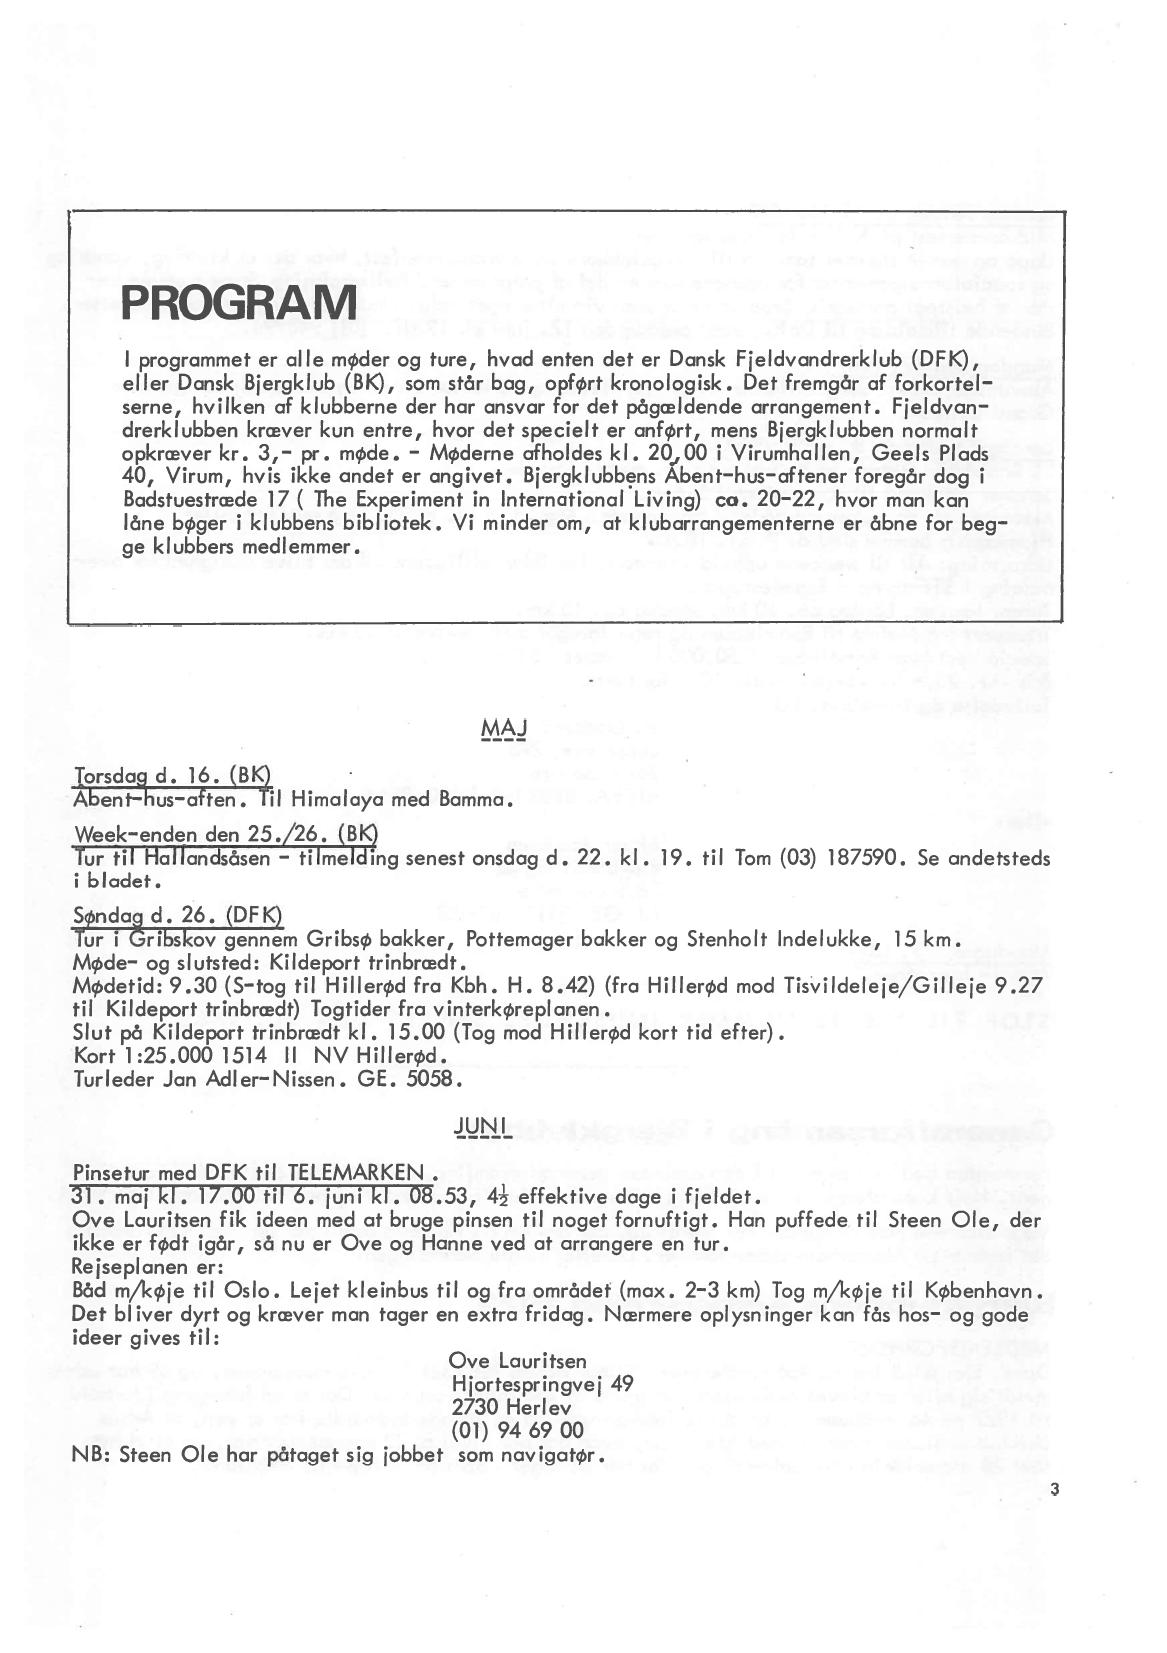 PROGRAM
I programmet er alle møder og ture, hvad enten det er Dansk Fjeldvandrerklub (DFK),
eller Dansk Bjergklub (BK), som står bag, opført kronologisk. Det fremgår af forkortel-
serne, hvilken af klubberne der har ansvar for det pågældende arrangement. Fjeldvan-
drerklubben kræver kun entre, hvor det specielt er anført, mens Bjergklubben normalt
opkræver kr. 3,- pr. møde. - Møderne afholdes kl. 20,00 i Virumhallen, Geels Plads
40, Virum, hvis ikke andet er angivet. Bjergklubbens Åbent-hus-aftener foregår dog i
Badstuestræde 17 ( The Experiment in International Living) ca. 20-22, hvor man kan
låne bøger i klubbens bibliotek. Vi minder om, at klubarrangementerne er åbne for beg-
ge klubbers medlemmer.
MAJ
Torsdag d. 16. (BK)
Åbent-hus-aften. Til Himalaya med Bamma.
Week-enden den 25./26. (BK)
Tur til Hallandsåsen - tilmelding senest onsdag d. 22. kl. 19. til Tom (03) 187590. Se andetsteds
i bladet.
Søndag d. 26. (DFK)
Tur i Gribskov gennem Gribsø bakker, Pottemager bakker og Stenholt Indelukke, 15 km.
Møde- og slutsted: Kildeport trinbrædt.
Mødetid: 9.30 (S-tog til Hillerød fra Kbh. H. 8.42) (fra Hillerød mod Tisvildeleje/Gilleje 9.27
til Kildeport trinbrædt) Togtider fra vinterkøreplanen.
Slut på Kildeport trinbrædt kl. 15.00 (Tog mod Hillerød kort tid efter).
Kort 1:25.000 1514 II NV Hillerød.
Turleder Jan Adler-Nissen. GE. 5058.
JUNI
Pinsetur med DFK til TELEMARKEN.
31. maj kl. 17.00 til 6. juni kl. 08.53, 4½ effektive dage i fjeldet.
Ove Lauritsen fik ideen med at bruge pinsen til noget fornuftigt. Han puffede til Steen Ole, der
ikke er født igår, så nu er Ove og Hanne ved at arrangere en tur.
Rejseplanen er:
Båd m/køje til Oslo. Lejet kleinbus til og fra området (max. 2-3 km) Tog m/køje til København.
Det bliver dyrt og kræver man tager en extra fridag. Nærmere oplysninger kan fås hos- og gode
ideer gives til:
Ove Lauritsen
Hjortespringvej 49
2730 Herlev
(01) 94 69 00
NB: Steen Ole har påtaget sig jobbet som navigatør.
3